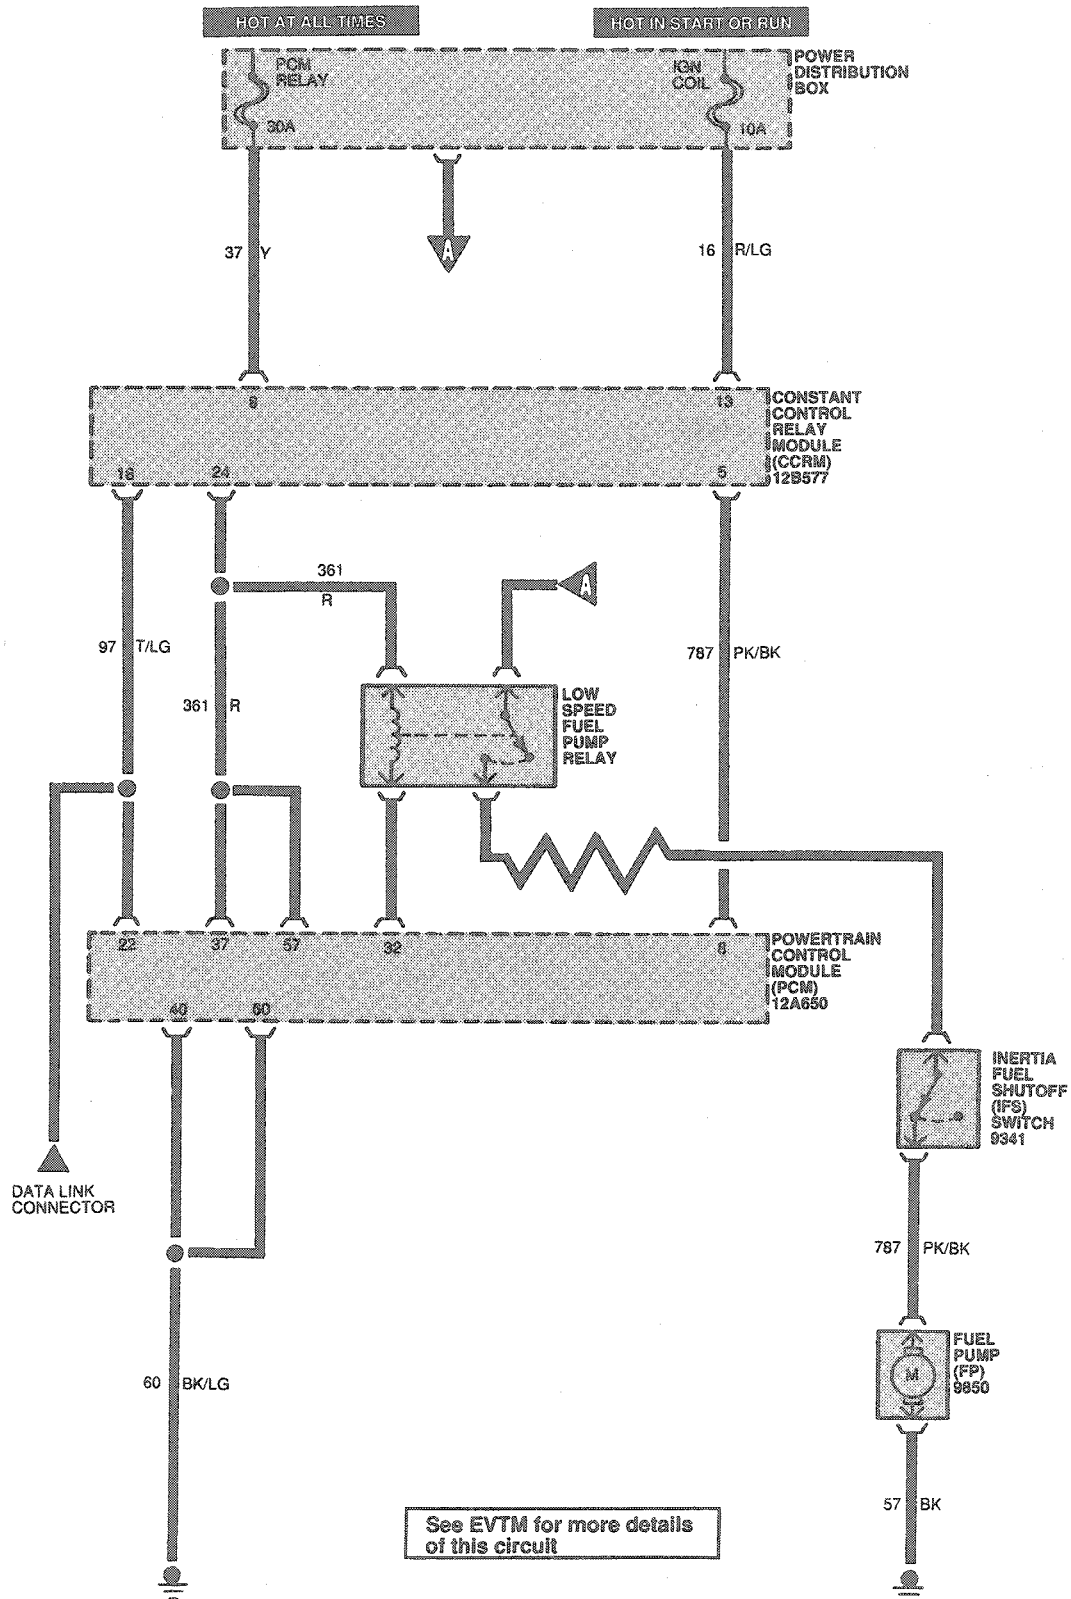 HOT AT ALL TIMES
HOT IN START OR RUN
PCM
RELAY
30A
IGN
COIL
10A
POWER
DISTRIBUTION
BOX
37 Y
A
16 R/LG
8
13
CONSTANT
CONTROL
RELAY
MODULE
(CCRM)
12B577
18
24
5
361
R
A
97 T/LG
787 PK/BK
361 R
LOW
SPEED
FUEL
PUMP
RELAY
22
37
57
32
8
POWERTRAIN
CONTROL
MODULE
(PCM)
12A650
40
60
INERTIA
FUEL
SHUTOFF
(IFS)
SWITCH
9341
DATA LINK
CONNECTOR
787 PK/BK
FUEL
PUMP
(FP)
9350
M
60 BK/LG
57 BK
See EVTM for more details
of this circuit